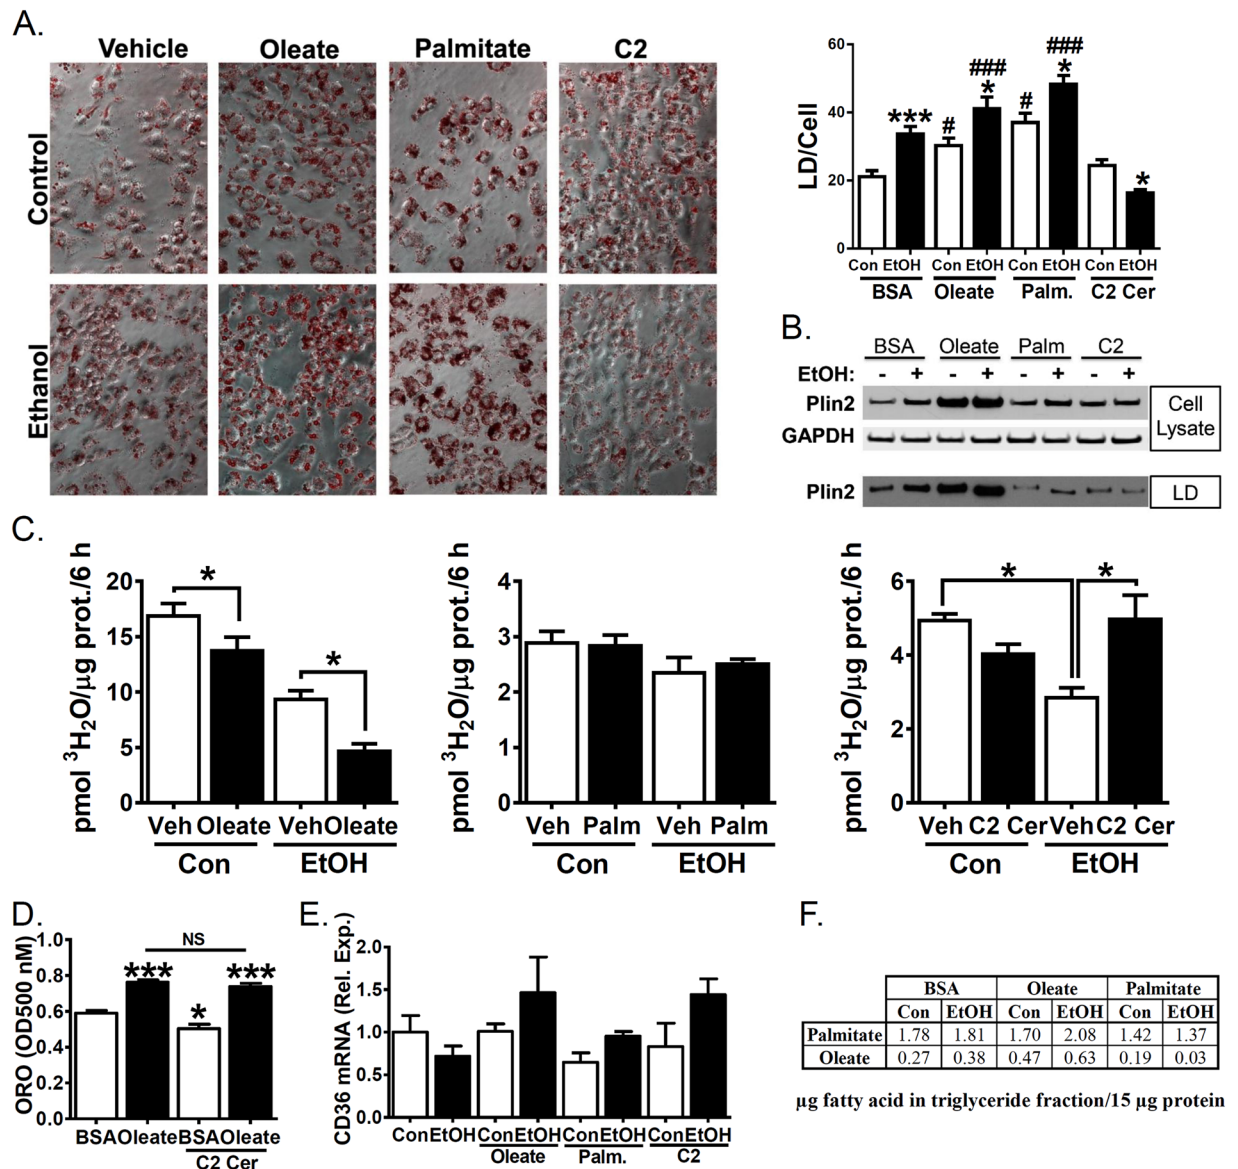 A.
Vehicle Oleate Palmitate C2
Control
Ethanol
LD/Cell
60
40
20
0
*** # * ### # * ### *
Con EtOH Con EtOH Con EtOH Con EtOH
BSA Oleate Palm. C2 Cer
B.
BSA Oleate Palm C2
EtOH: - + - + - + - +
Plin2
GAPDH
Cell
Lysate
Plin2
LD
C.
pmol ³H₂O/µg prot./6 h
20
15
10
5
0
* *
Veh Oleate Veh Oleate
Con EtOH
pmol ³H₂O/µg prot./6 h
4
3
2
1
0
Veh Palm Veh Palm
Con EtOH
pmol ³H₂O/µg prot./6 h
6
4
2
0
* *
Veh C2 Cer Veh C2 Cer
Con EtOH
D.
ORO (OD500 nM)
1.0
0.8
0.6
0.4
0.2
0.0
NS
*** * ***
BSA Oleate BSA Oleate
C2 Cer
E.
CD36 mRNA (Rel. Exp.)
2.0
1.5
1.0
0.5
0.0
Con EtOH Con EtOH Con EtOH Con EtOH
Oleate Palm. C2
F.
BSA Oleate Palmitate
Con EtOH Con EtOH Con EtOH
Palmitate 1.78 1.81 1.70 2.08 1.42 1.37
Oleate 0.27 0.38 0.47 0.63 0.19 0.03
µg fatty acid in triglyceride fraction/15 µg protein